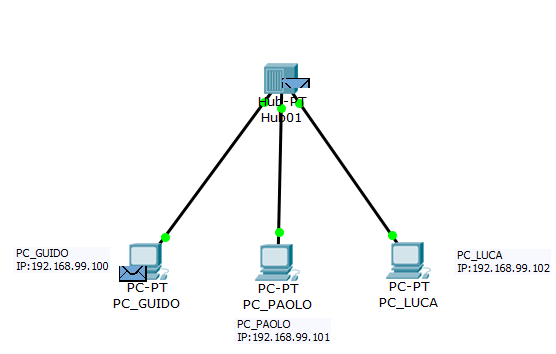 Hub-PT
Hub01
PC_GUIDO
IP:192.168.99.100
PC-PT
PC_GUIDO
PC-PT
PC_PAOLO
PC_PAOLO
IP:192.168.99.101
PC-PT
PC_LUCA
PC_LUCA
IP:192.168.99.102